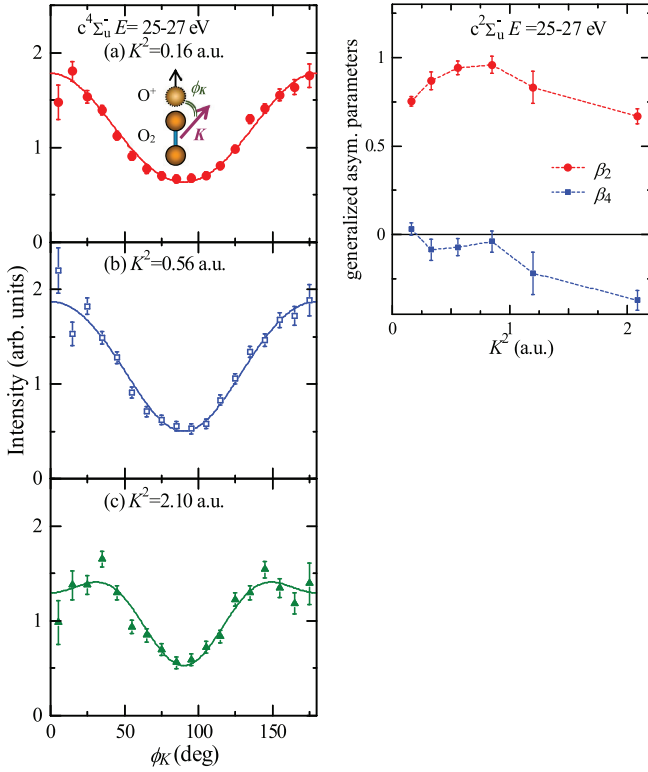 c⁴Σᵤ⁻ E= 25-27 eV
(a) K²=0.16 a.u.
O⁺
ϕK
O₂
K
2
1
0
(b) K²=0.56 a.u.
2
1
0
(c) K²=2.10 a.u.
2
1
0
0 50 100 150
ϕK(deg)
Intensity (arb. units)
c²Σᵤ⁻ E =25-27 eV
1
0.5
0
β₂
β₄
0 1 2
K² (a.u.)
generalized asym. parameters